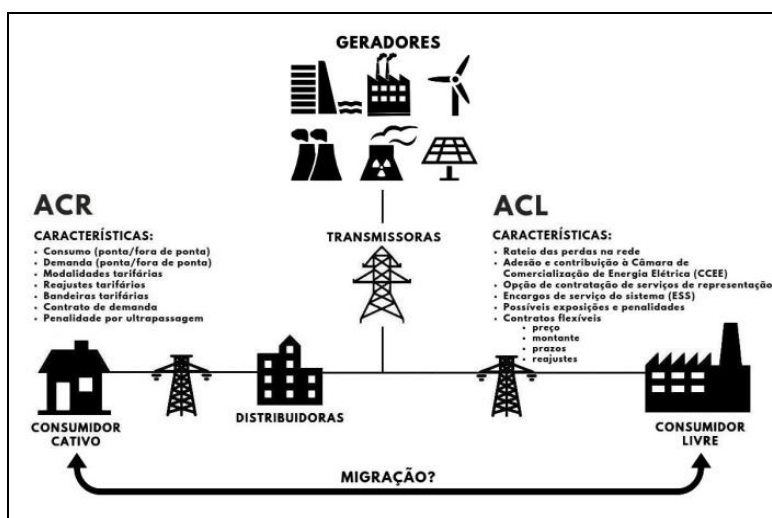 GERADORES
ACR
CARACTERÍSTICAS:
• Consumo (ponta/fora de ponta)
• Demanda (ponta/fora de ponta)
• Modalidades tarifárias
• Reajustes tarifários
• Bandeiras tarifárias
• Contrato de demanda
• Penalidade por ultrapassagem
TRANSMISSORAS
ACL
CARACTERÍSTICAS:
• Rateio das perdas na rede
• Adesão e contribuição à Câmara de
Comercialização de Energia Elétrica (CCEE)
• Opção de contratação de serviços de representação
• Encargos de serviço do sistema (ESS)
• Possíveis exposições e penalidades
• Contratos flexíveis
• preço
• montante
• prazos
• reajustes
CONSUMIDOR
CATIVO
DISTRIBUIDORAS
CONSUMIDOR
LIVRE
MIGRAÇÃO?